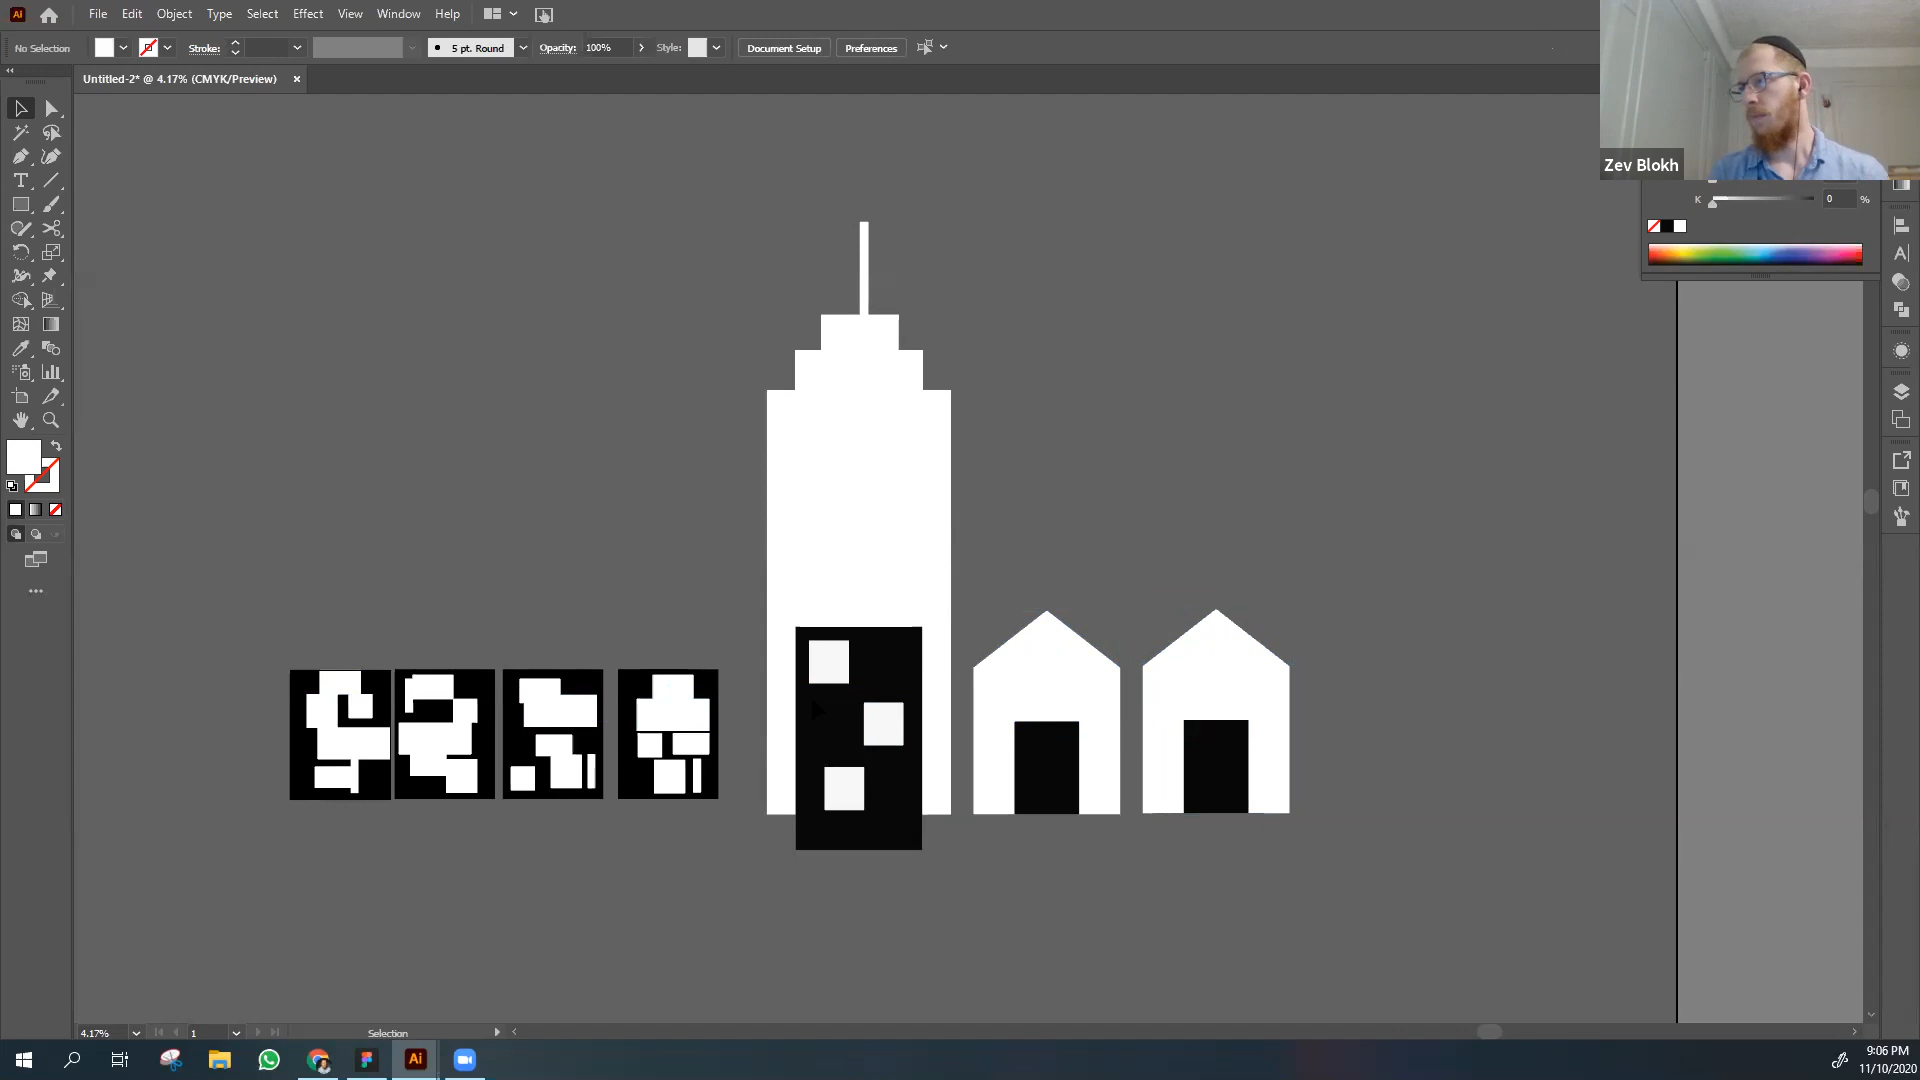 Ai File Edit Object Type Select Effect View Window Help
No Selection Stroke: 5 pt. Round Opacity: 100% Style: Document Setup Preferences
Untitled-2* @ 4.17% (CMYK/Preview) ×
Zev Blokh
K 0 %
4.17% 1 Selection
Ai
9:06 PM
11/10/2020